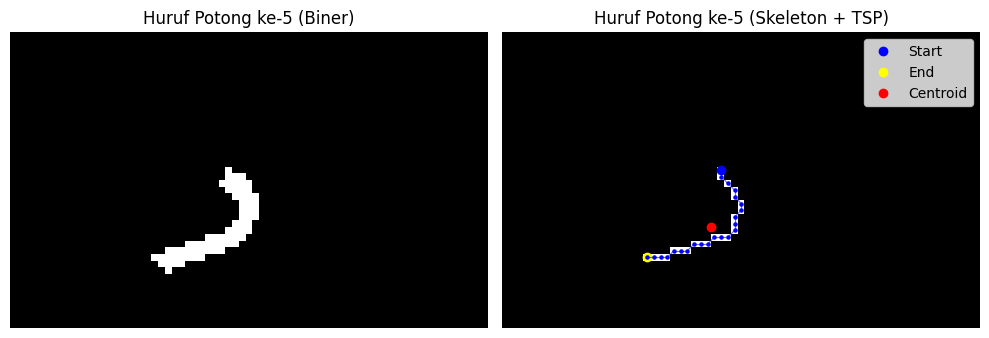 Huruf Potong ke-5 (Biner)
Huruf Potong ke-5 (Skeleton + TSP)
Start
End
Centroid